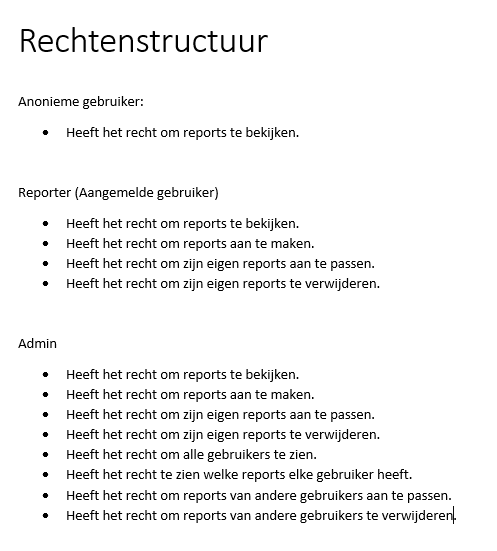 Rechtenstructuur
Anonieme gebruiker:
• Heeft het recht om reports te bekijken.
Reporter (Aangemelde gebruiker)
• Heeft het recht om reports te bekijken.
• Heeft het recht om reports aan te maken.
• Heeft het recht om zijn eigen reports aan te passen.
• Heeft het recht om zijn eigen reports te verwijderen.
Admin
• Heeft het recht om reports te bekijken.
• Heeft het recht om reports aan te maken.
• Heeft het recht om zijn eigen reports aan te passen.
• Heeft het recht om zijn eigen reports te verwijderen.
• Heeft het recht om alle gebruikers te zien.
• Heeft het recht te zien welke reports elke gebruiker heeft.
• Heeft het recht om reports van andere gebruikers aan te passen.
• Heeft het recht om reports van andere gebruikers te verwijderen.